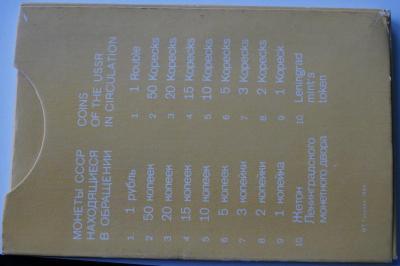 МОНЕТЫ СССР
НАХОДЯЩИЕСЯ
В ОБРАЩЕНИИ
1. 1 рубль
2 50 копеек
3 20 копеек
4 15 копеек
5 10 копеек
6 5 копеек
7 3 копейки
8 2 копейки
9 1 копейка
10. Жетон
Ленинградского
монетного двора
COINS
OF THE USSR
IN CIRCULATION
1. 1 Rouble
2 50 Kopecks
3 20 Kopecks
4 15 Kopecks
5 10 Kopecks
6 5 Kopecks
7 3 Kopecks
8 2 Kopecks
9 1 Kopeck
10. Leningrad
mint's
token